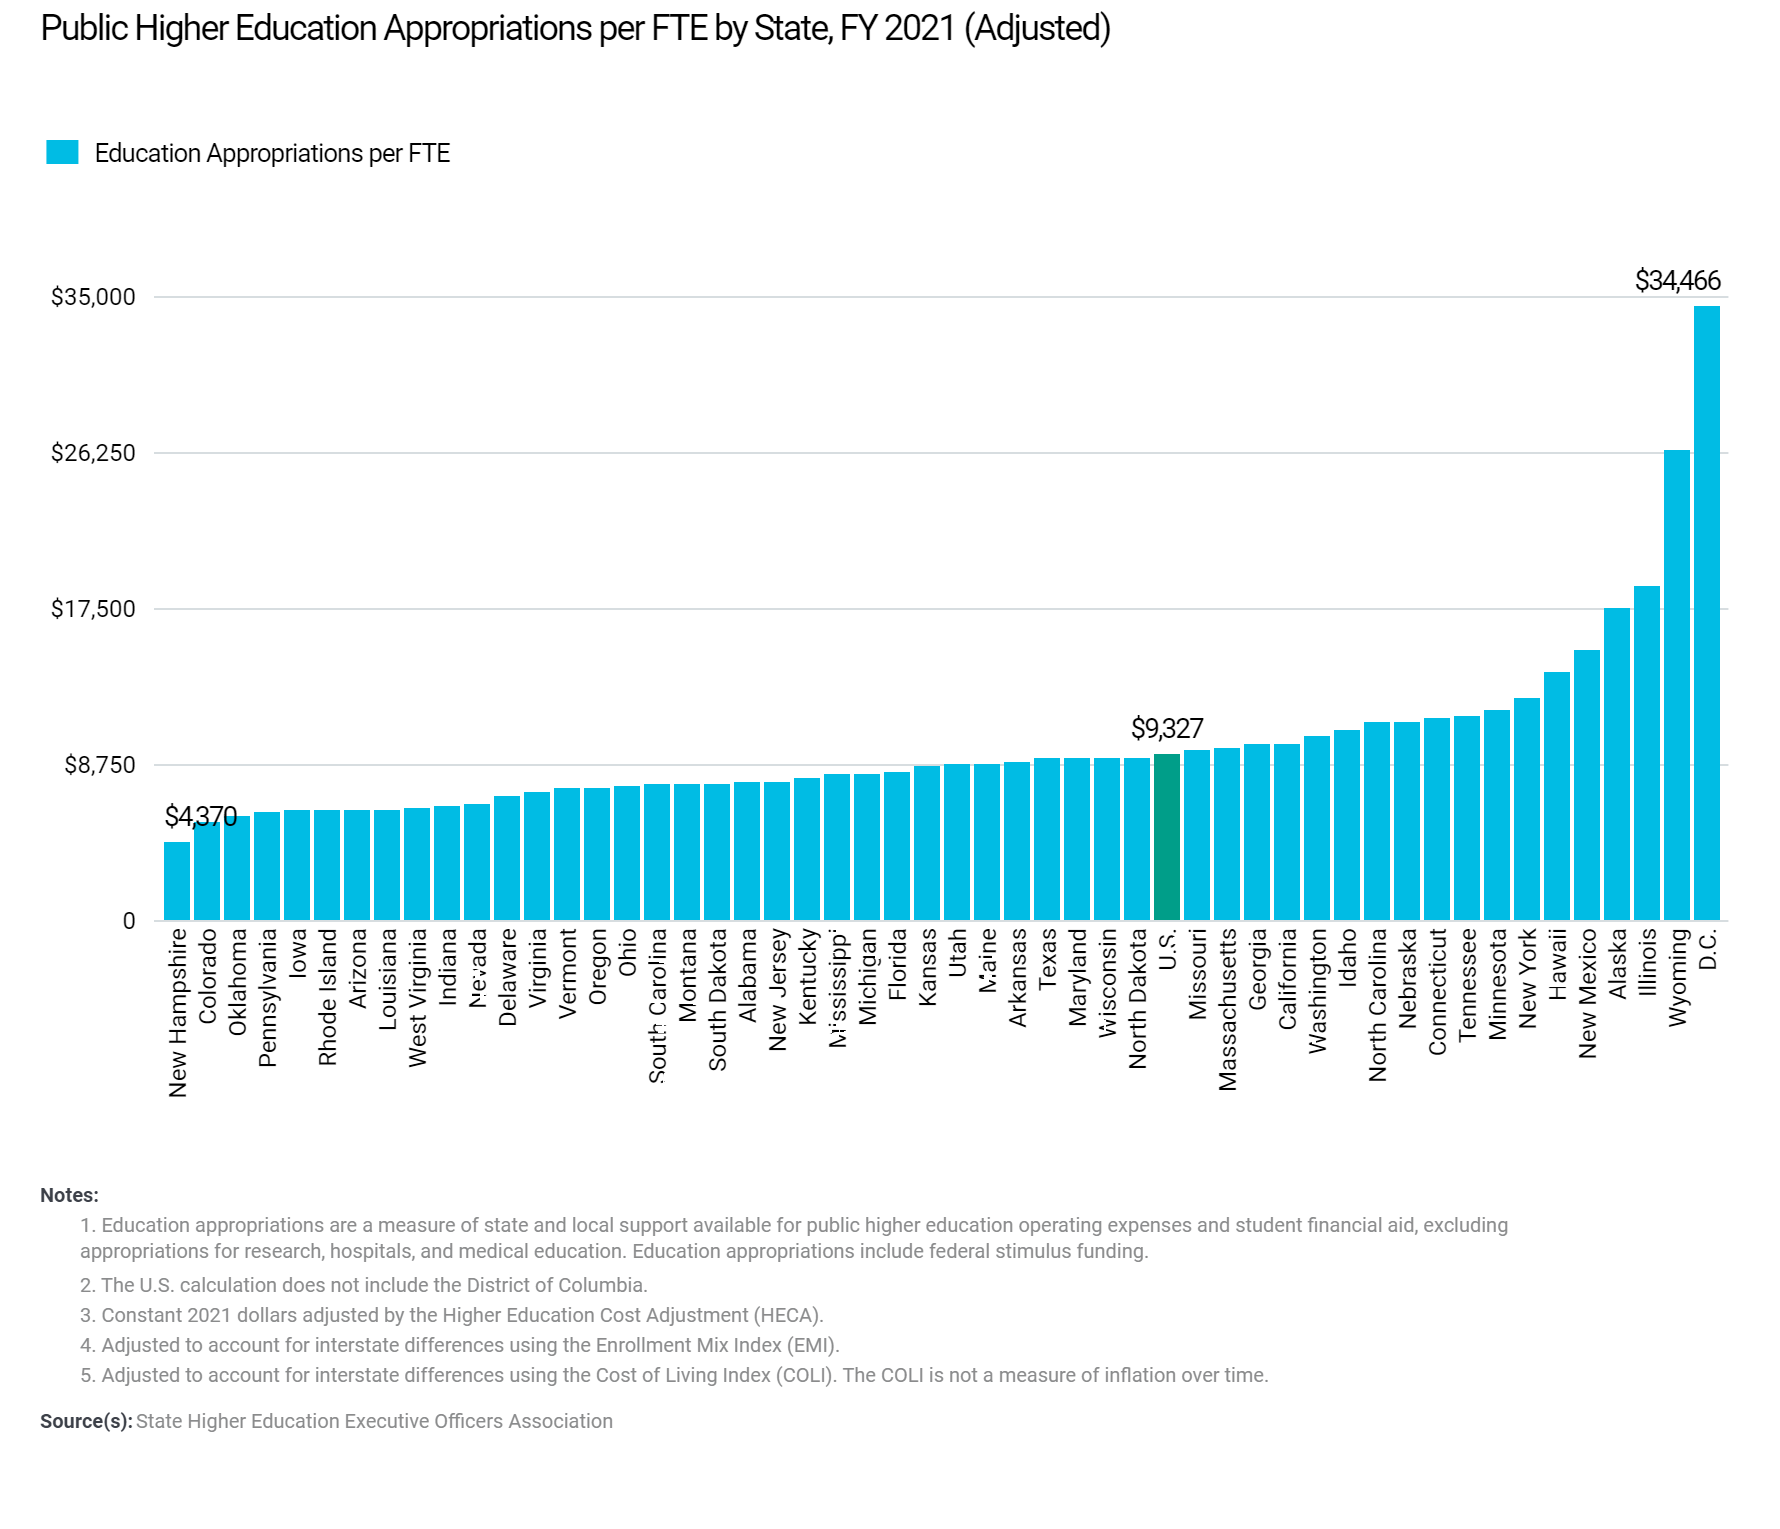 Public Higher Education Appropriations per FTE by State, FY 2021 (Adjusted)
Education Appropriations per FTE
$34,466
$35,000
$26,250
$17,500
$9,327
$8,750
$4,370
0
New Hampshire
Colorado
Oklahoma
Pennsylvania
Iowa
Rhode Island
Arizona
Louisiana
West Virginia
Indiana
Nevada
Delaware
Virginia
Vermont
Oregon
Ohio
South Carolina
Montana
South Dakota
Alabama
New Jersey
Kentucky
Mississippi
Michigan
Florida
Kansas
Utah
Maine
Arkansas
Texas
Maryland
Wisconsin
North Dakota
U.S.
Missouri
Massachusetts
Georgia
California
Washington
Idaho
North Carolina
Nebraska
Connecticut
Tennessee
Minnesota
New York
Hawaii
New Mexico
Alaska
Illinois
Wyoming
D.C.
Notes:
1. Education appropriations are a measure of state and local support available for public higher education operating expenses and student financial aid, excluding
appropriations for research, hospitals, and medical education. Education appropriations include federal stimulus funding.
2. The U.S. calculation does not include the District of Columbia.
3. Constant 2021 dollars adjusted by the Higher Education Cost Adjustment (HECA).
4. Adjusted to account for interstate differences using the Enrollment Mix Index (EMI).
5. Adjusted to account for interstate differences using the Cost of Living Index (COLI). The COLI is not a measure of inflation over time.
Source(s): State Higher Education Executive Officers Association